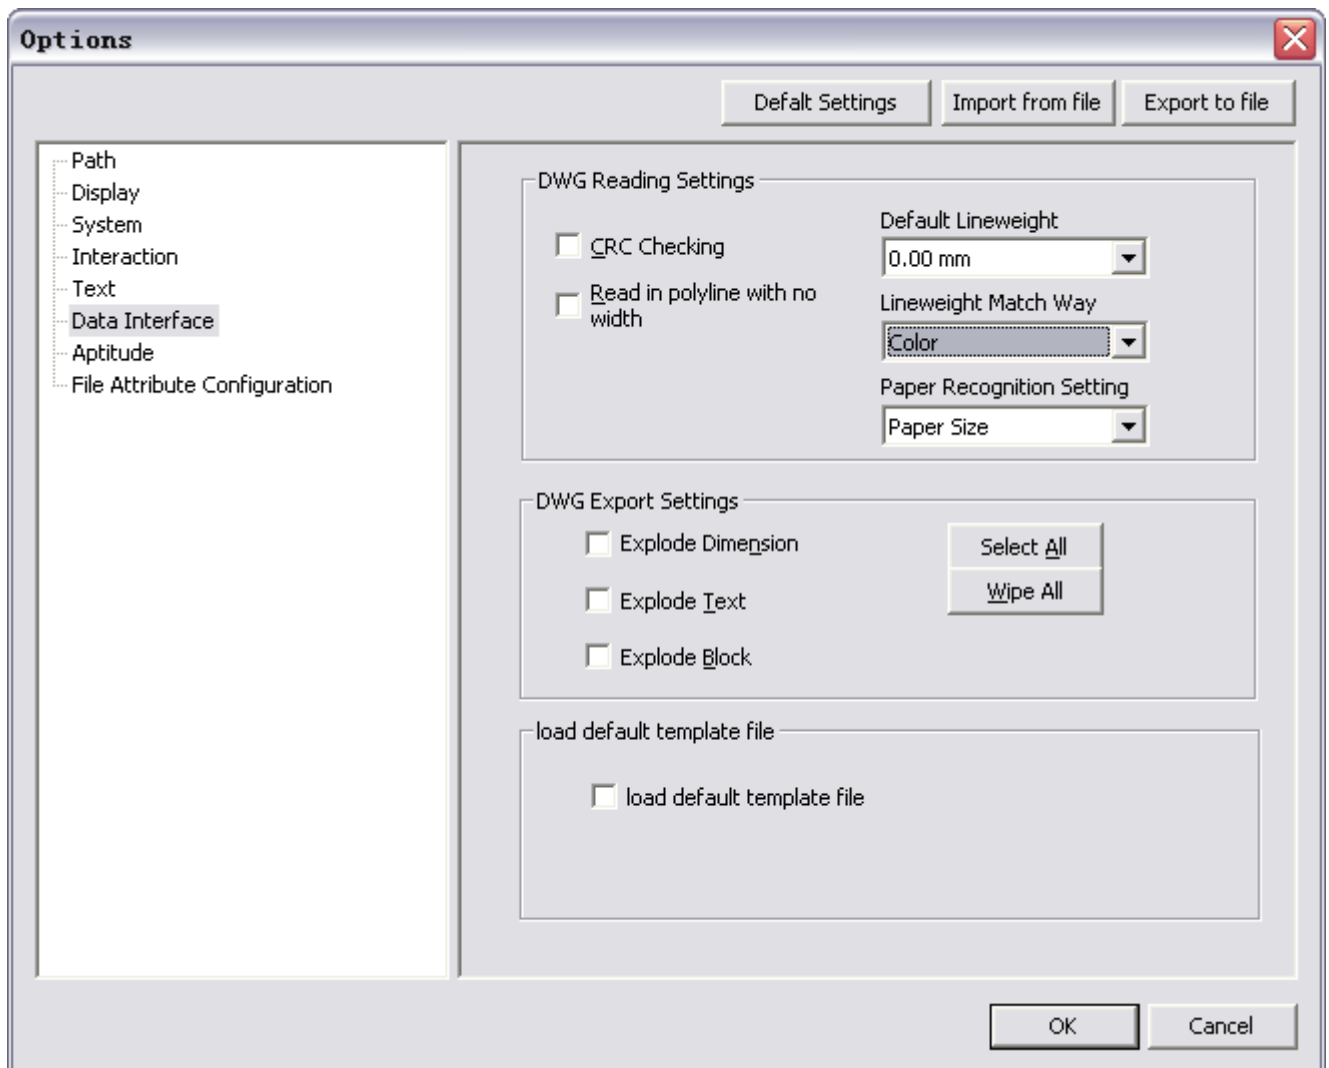 Options
Defalt Settings
Import from file
Export to file
Path
Display
System
Interaction
Text
Data Interface
Aptitude
File Attribute Configuration
DWG Reading Settings
CRC Checking
Read in polyline with no
width
Default Lineweight
0.00 mm
Lineweight Match Way
Color
Paper Recognition Setting
Paper Size
DWG Export Settings
Explode Dimension
Explode Text
Explode Block
Select All
Wipe All
load default template file
load default template file
OK
Cancel